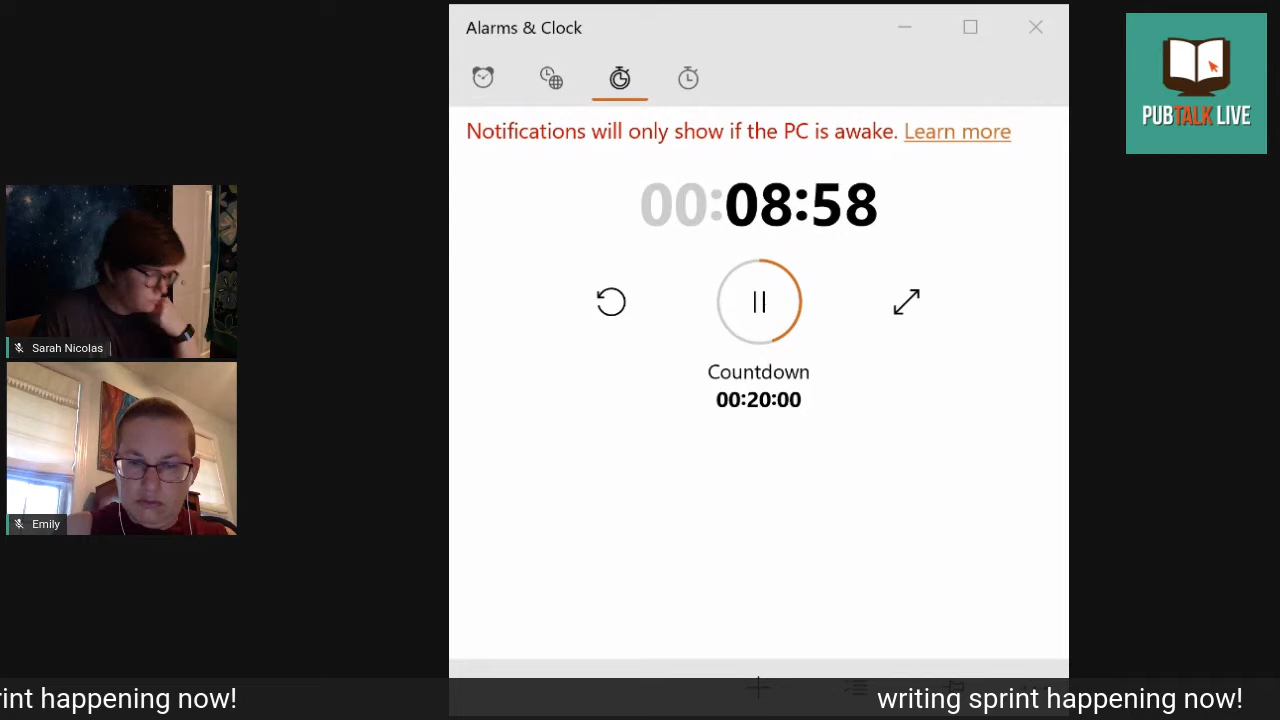 Alarms & Clock
Notifications will only show if the PC is awake. Learn more
00:08:58
Countdown
00:20:00
PUBTALK LIVE
Sarah Nicolas
Emily
rint happening now!
writing sprint happening now!